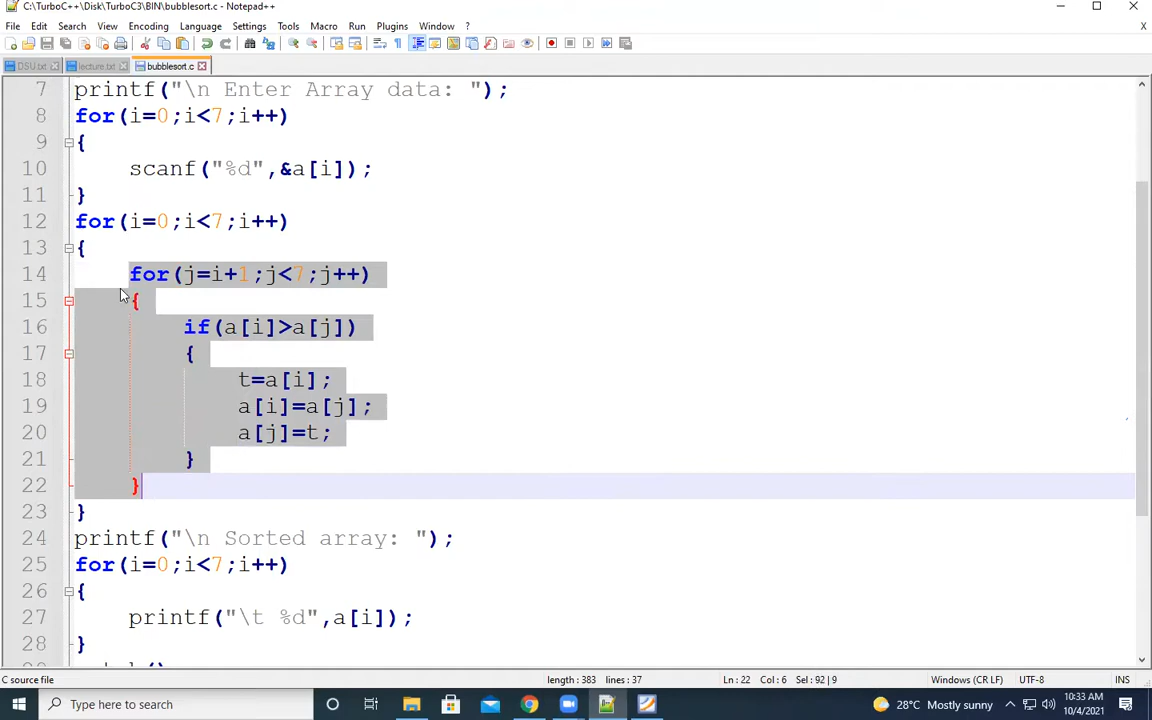 C:\TurboC++\Disk\TurboC3\BIN\bubblesort.c - Notepad++
File Edit Search View Encoding Language Settings Tools Macro Run Plugins Window ?
DSU.txt lecture.txt bubblesort.c
7 printf("\n Enter Array data: ");
8 for(i=0;i<7;i++)
9 {
10 scanf("%d",&a[i]);
11 }
12 for(i=0;i<7;i++)
13 {
14 for(j=i+1;j<7;j++)
15 {
16 if(a[i]>a[j])
17 {
18 t=a[i];
19 a[i]=a[j];
20 a[j]=t;
21 }
22 }
23 }
24 printf("\n Sorted array: ");
25 for(i=0;i<7;i++)
26 {
27 printf("\t %d",a[i]);
28 }
C source file length : 383 lines : 37 Ln : 22 Col : 6 Sel : 92 | 9 Windows (CR LF) UTF-8 INS
Type here to search 28°C Mostly sunny 10:33 AM
10/4/2021